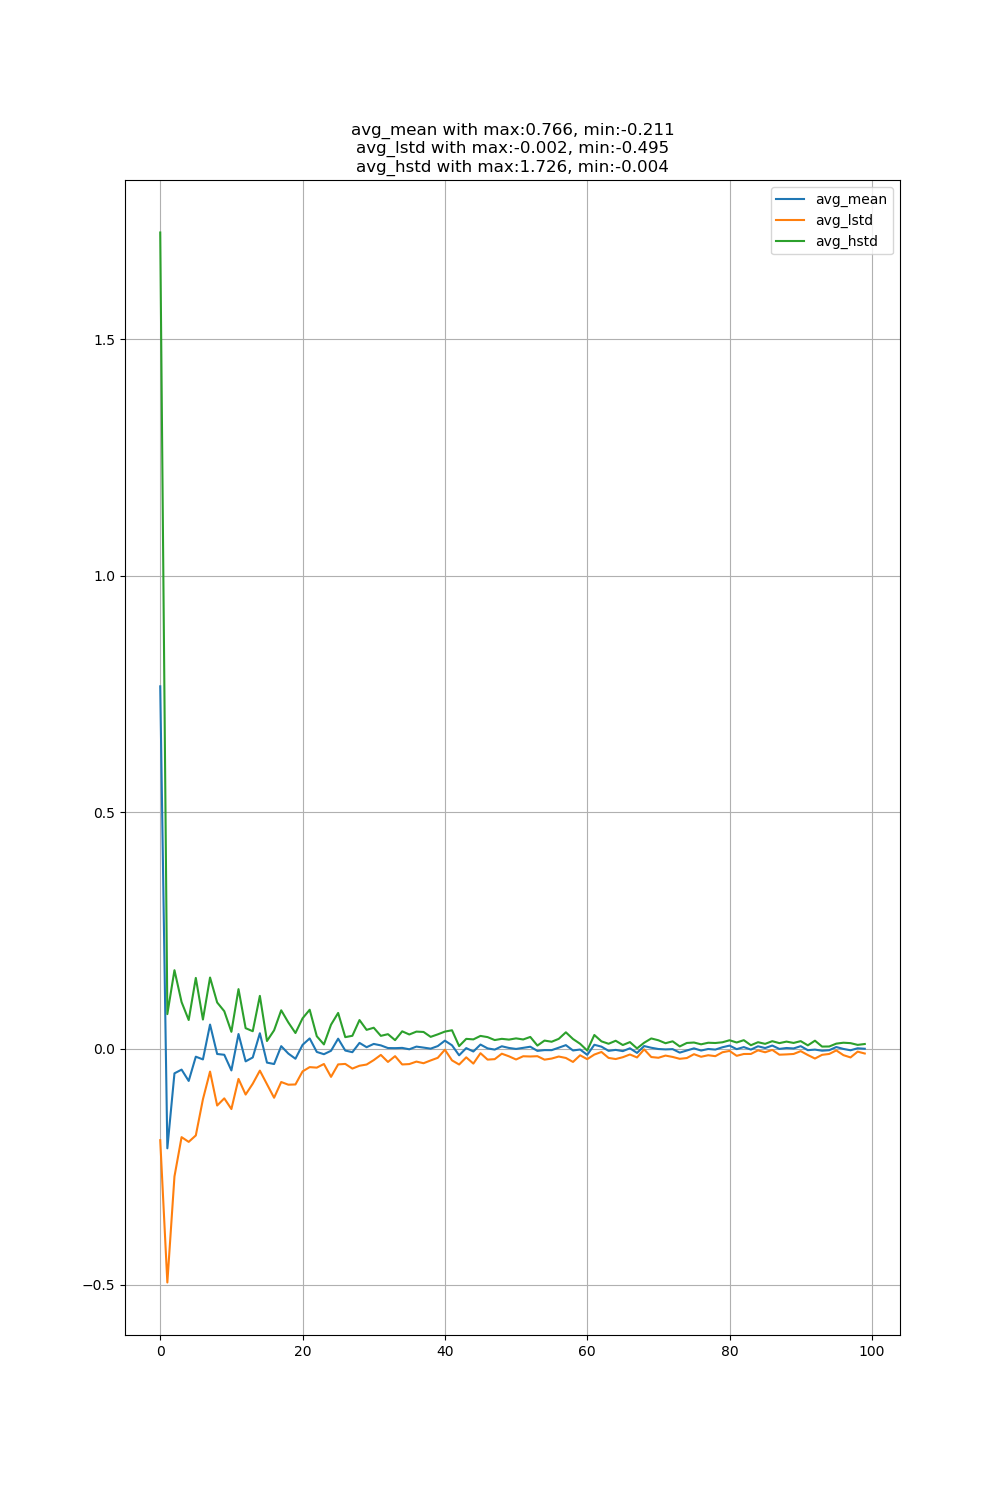 avg_mean with max:0.766, min:-0.211
avg_lstd with max:-0.002, min:-0.495
avg_hstd with max:1.726, min:-0.004
avg_mean
avg_lstd
avg_hstd
1.5
1.0
0.5
0.0
−0.5
0 20 40 60 80 100